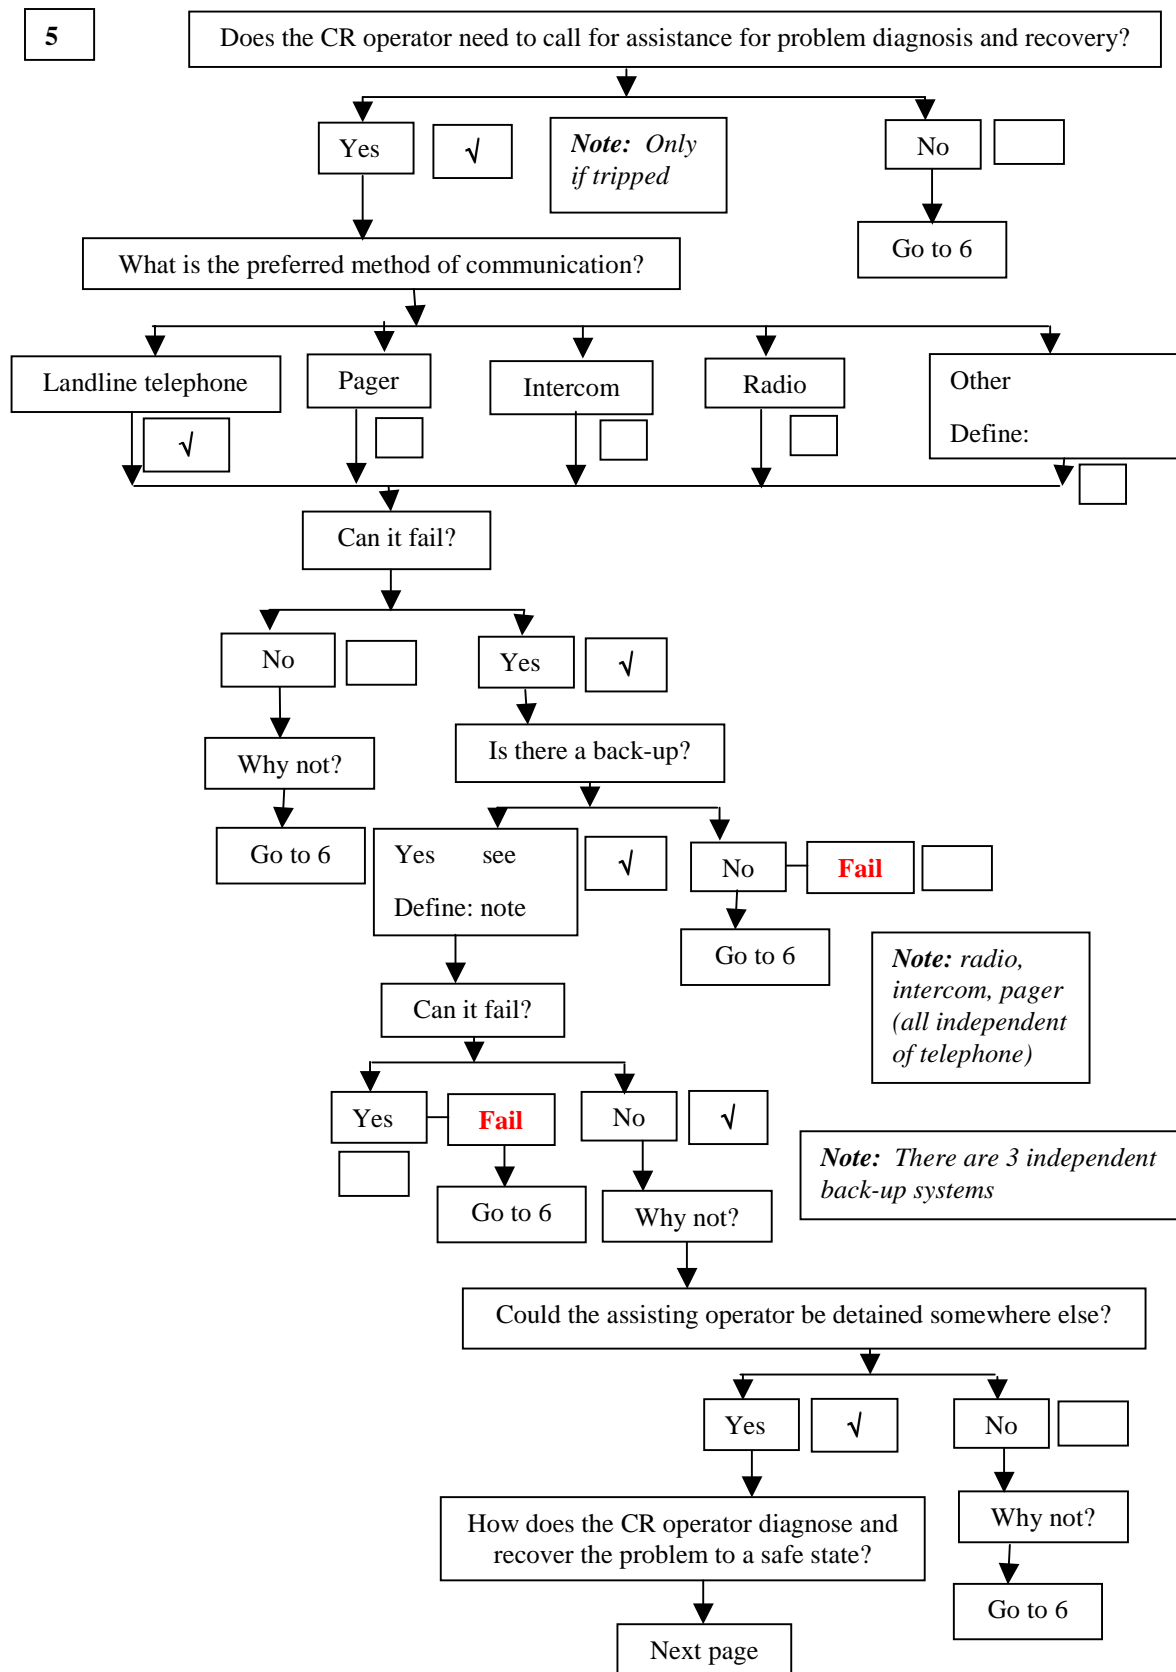 5
Does the CR operator need to call for assistance for problem diagnosis and recovery?
Yes
√
Note: Only
if tripped
No
Go to 6
What is the preferred method of communication?
Landline telephone
√
Pager
Intercom
Radio
Other
Define:
Can it fail?
No
Yes
√
Why not?
Go to 6
Is there a back-up?
Yes see
Define: note
√
No
Fail
Go to 6
Note: radio,
intercom, pager
(all independent
of telephone)
Can it fail?
Yes
Fail
Go to 6
No
√
Why not?
Note: There are 3 independent
back-up systems
Could the assisting operator be detained somewhere else?
Yes
√
No
How does the CR operator diagnose and
recover the problem to a safe state?
Why not?
Go to 6
Next page